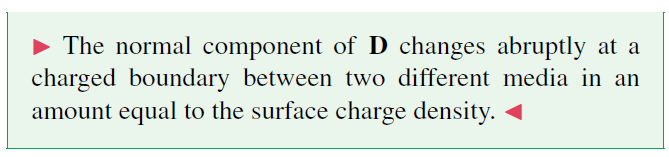 ▶ The normal component of D changes abruptly at a
charged boundary between two different media in an
amount equal to the surface charge density. ◀